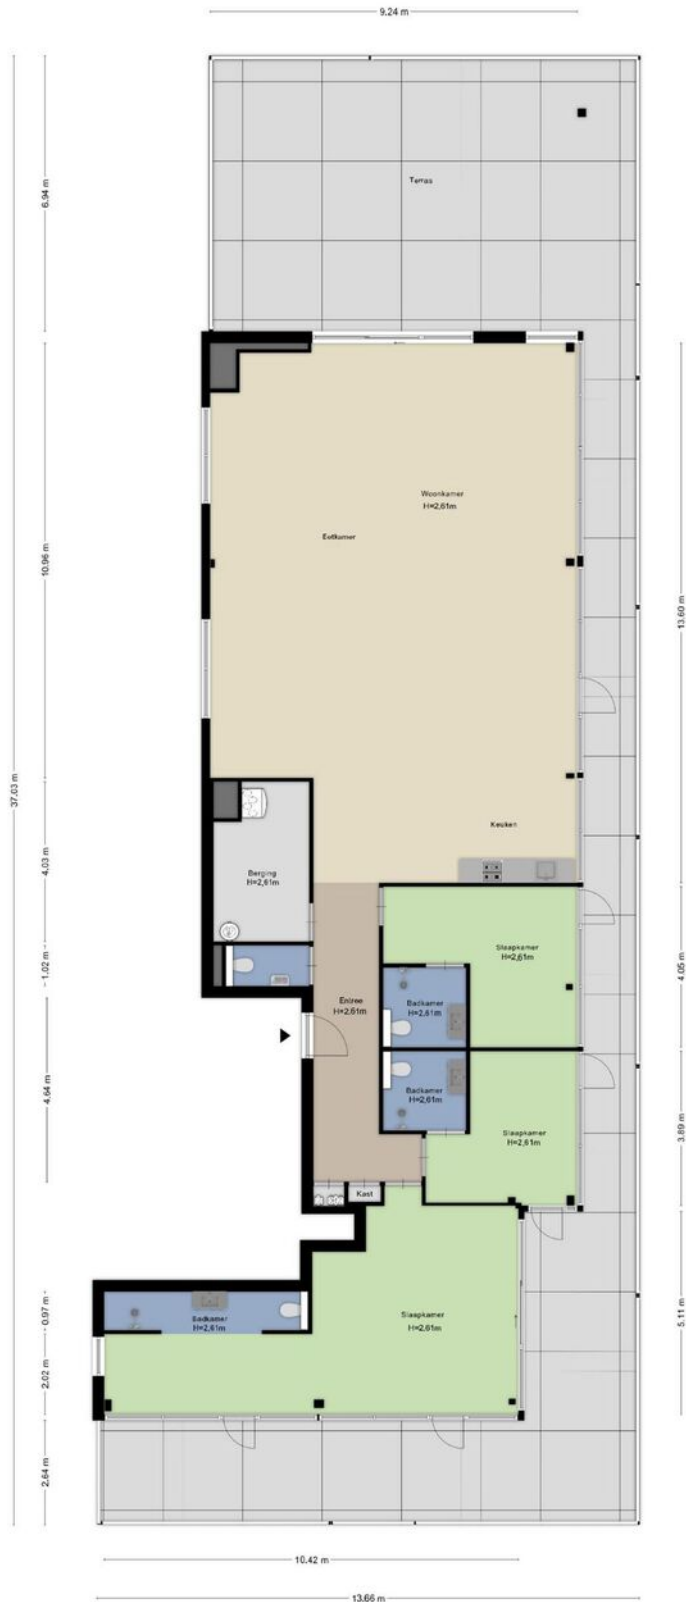 9.24 m
Terras
6.94 m
Woonkamer
H=2,61m
Eetkamer
10.96 m
13.60 m
37.03 m
Keuken
Berging
H=2,61m
4.03 m
Slaapkamer
H=2,61m
4.05 m
1.02 m
Entree
H=2,61m
Badkamer
H=2,61m
4.64 m
Badkamer
H=2,61m
Slaapkamer
H=2,61m
3.89 m
Kast
Badkamer
H=2,61m
Slaapkamer
H=2,61m
0.97 m
5.11 m
2.02 m
2.64 m
10.42 m
13.66 m